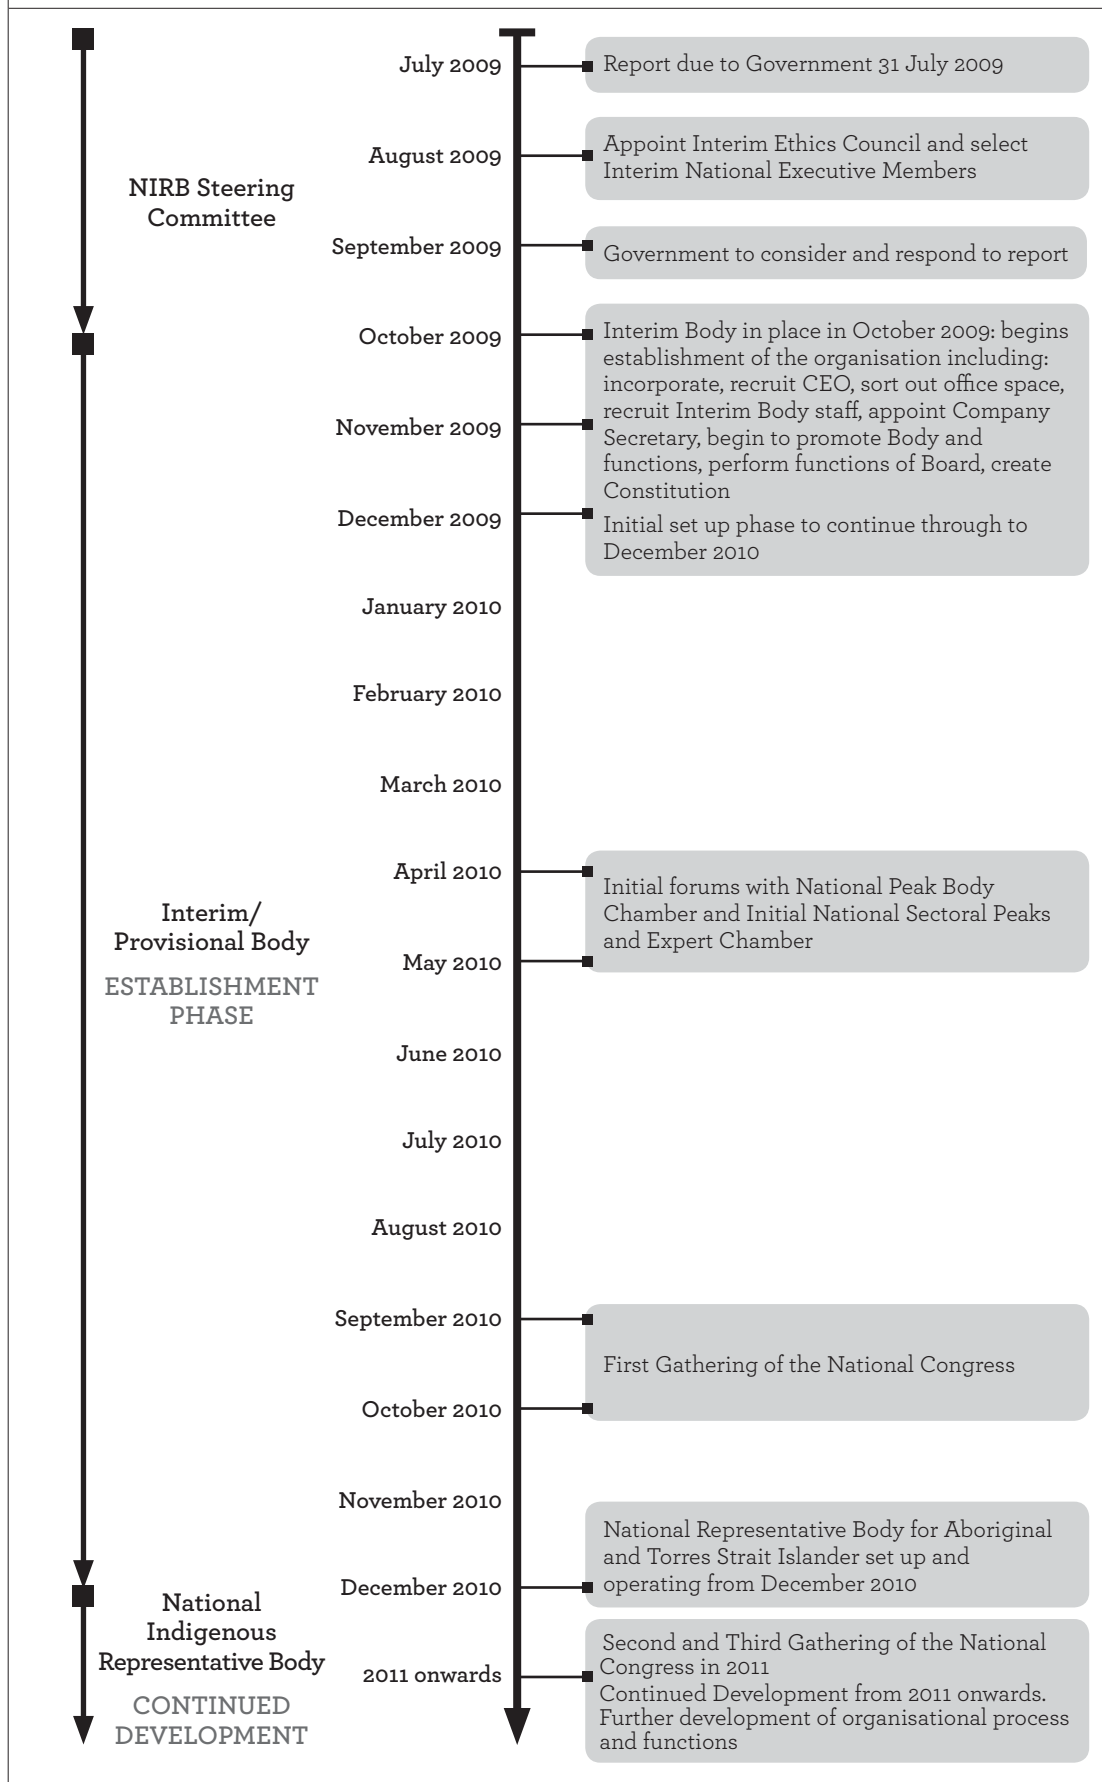 July 2009
Report due to Government 31 July 2009
August 2009
Appoint Interim Ethics Council and select
Interim National Executive Members
NIRB Steering
Committee
September 2009
Government to consider and respond to report
October 2009
Interim Body in place in October 2009: begins
establishment of the organisation including:
incorporate, recruit CEO, sort out office space,
recruit Interim Body staff, appoint Company
Secretary, begin to promote Body and
functions, perform functions of Board, create
Constitution
November 2009
December 2009
Initial set up phase to continue through to
December 2010
January 2010
February 2010
March 2010
April 2010
Initial forums with National Peak Body
Chamber and Initial National Sectoral Peaks
and Expert Chamber
May 2010
Interim/
Provisional Body
ESTABLISHMENT
PHASE
June 2010
July 2010
August 2010
September 2010
First Gathering of the National Congress
October 2010
November 2010
National Representative Body for Aboriginal
and Torres Strait Islander set up and
operating from December 2010
December 2010
National
Indigenous
Representative Body
CONTINUED
DEVELOPMENT
2011 onwards
Second and Third Gathering of the National
Congress in 2011
Continued Development from 2011 onwards.
Further development of organisational process
and functions